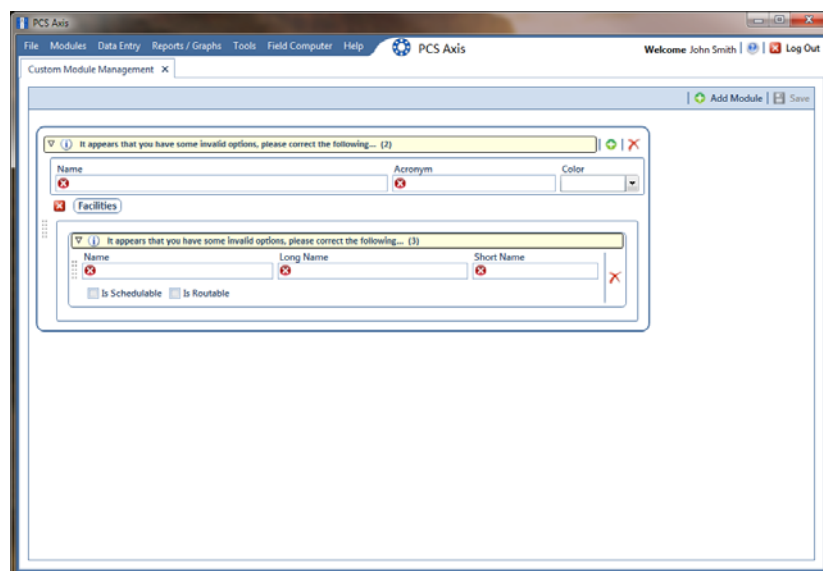 PCS Axis
File Modules Data Entry Reports / Graphs Tools Field Computer Help PCS Axis Welcome John Smith Log Out
Custom Module Management X
Add Module Save
It appears that you have some invalid options, please correct the following... (2)
Name Acronym Color
Facilities
It appears that you have some invalid options, please correct the following... (3)
Name Long Name Short Name
Is Schedulable Is Routable